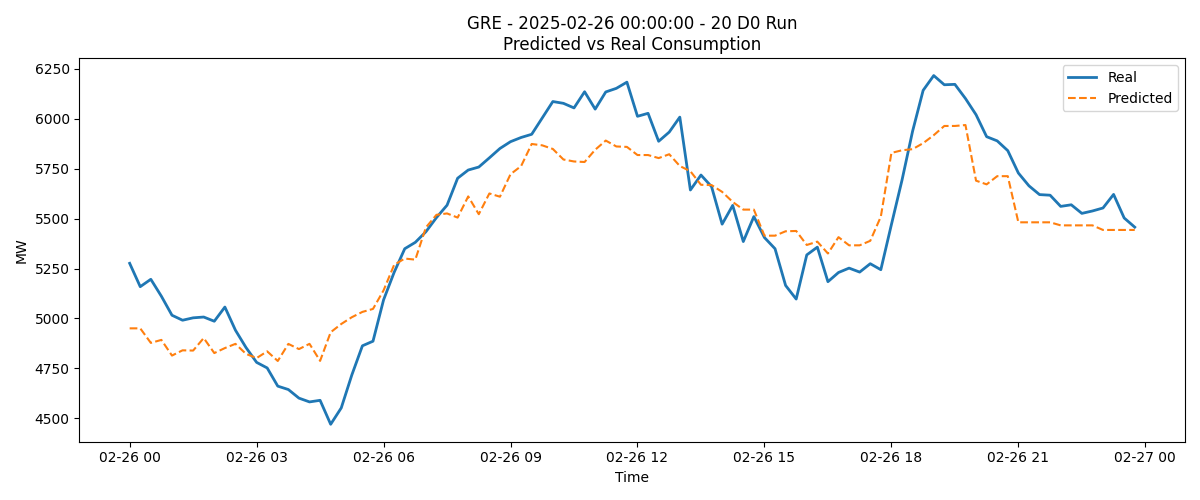 GRE - 2025-02-26 00:00:00 - 20 D0 Run
Predicted vs Real Consumption
Real
Predicted
MW
6250
6000
5750
5500
5250
5000
4750
4500
02-26 00
02-26 03
02-26 06
02-26 09
02-26 12
02-26 15
02-26 18
02-26 21
02-27 00
Time